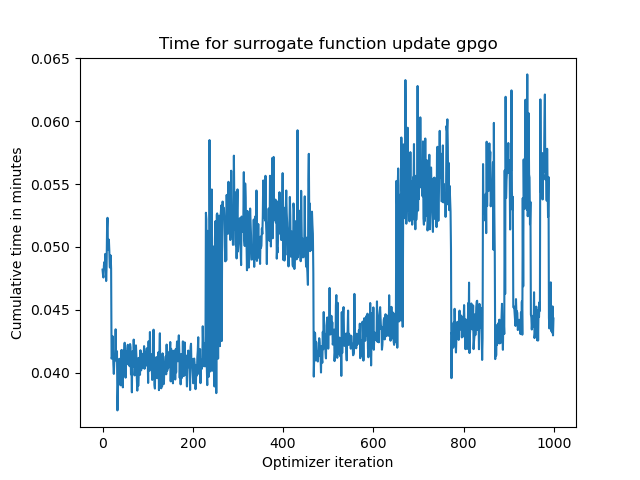 Time for surrogate function update gpgo
0.065
0.060
0.055
0.050
0.045
0.040
Cumulative time in minutes
0 200 400 600 800 1000
Optimizer iteration